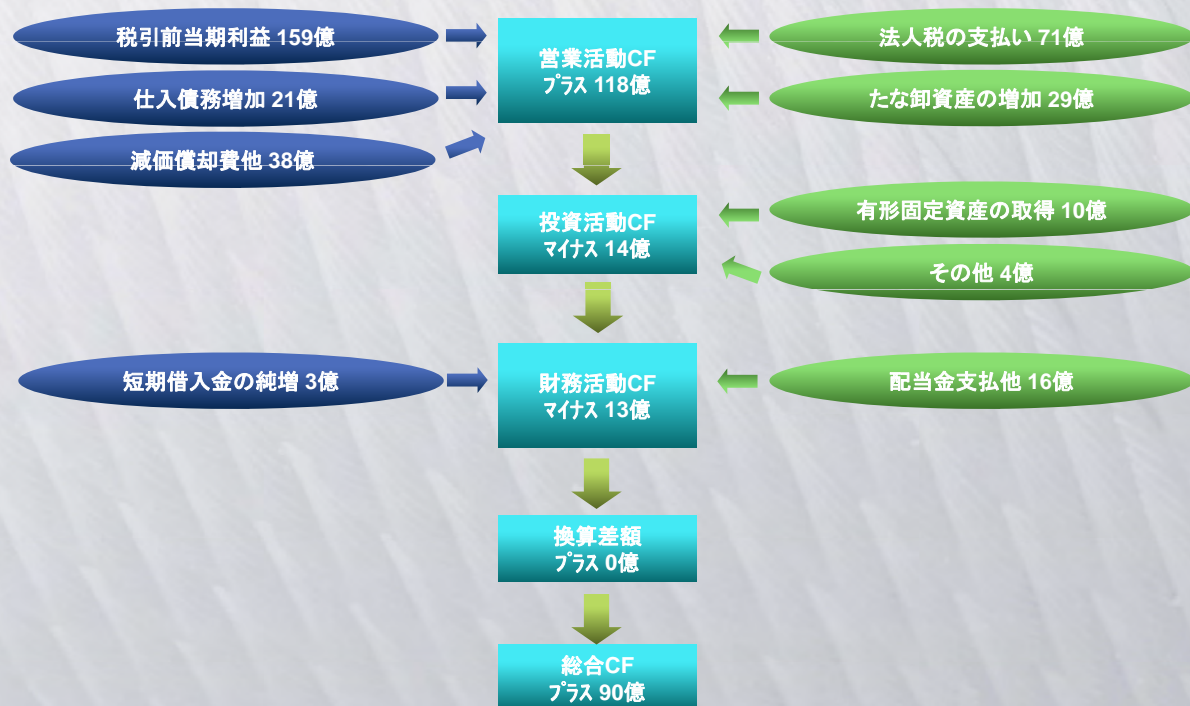 税引前当期利益 159億
営業活動CF
ﾌﾟﾗｽ 118億
法人税の支払い 71億
仕入債務増加 21億
たな卸資産の増加 29億
減価償却費他 38億
投資活動CF
ﾏｲﾅｽ 14億
有形固定資産の取得 10億
その他 4億
短期借入金の純増 3億
財務活動CF
ﾏｲﾅｽ 13億
配当金支払他 16億
換算差額
ﾌﾟﾗｽ 0億
総合CF
ﾌﾟﾗｽ 90億